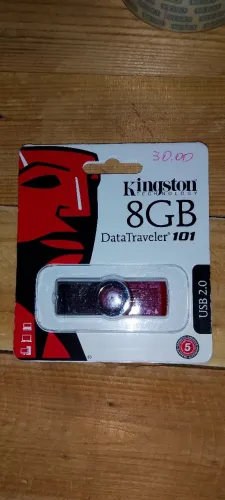 30.00
Kingston
TECHNOLOGY
8GB
DataTraveler 101
USB 2.0
5